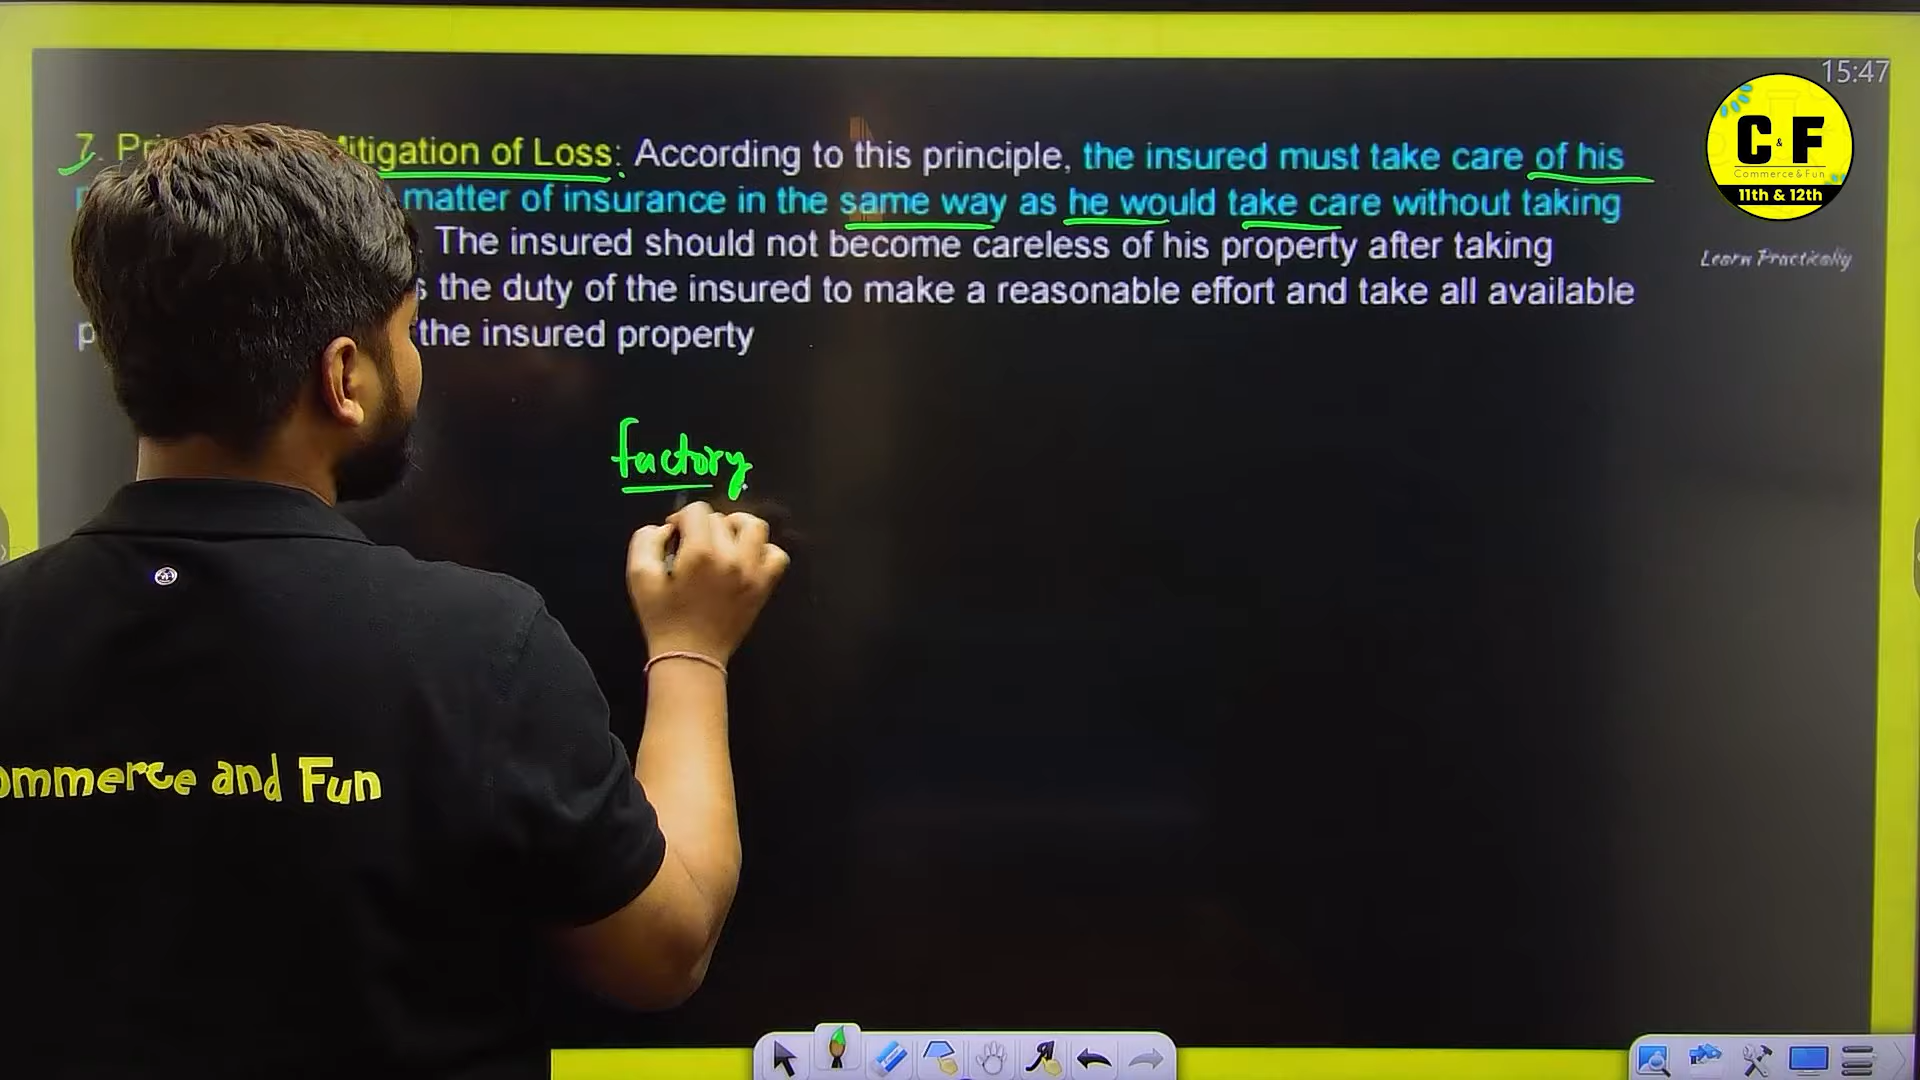 15:47
7. Pri itigation of Loss: According to this principle, the insured must take care of his
matter of insurance in the same way as he would take care without taking
. The insured should not become careless of his property after taking
s the duty of the insured to make a reasonable effort and take all available
p the insured property
factory
C & F
Commerce & Fun
11th & 12th
Learn Practically
ommerce and Fun